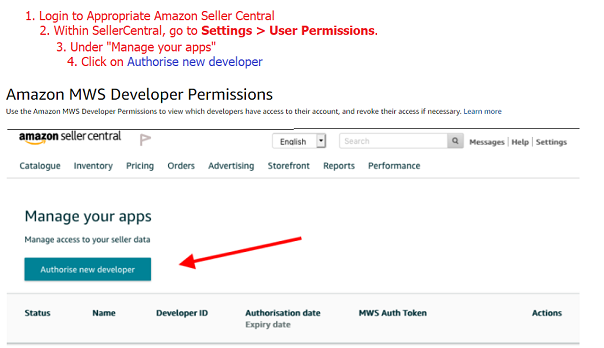 1. Login to Appropriate Amazon Seller Central
2. Within SellerCentral, go to Settings > User Permissions.
3. Under "Manage your apps"
4. Click on Authorise new developer
Amazon MWS Developer Permissions
Use the Amazon MWS Developer Permissions to view which developers have access to their account, and revoke their access if necessary. Learn more
amazon seller central English Search Messages | Help | Settings
Catalogue Inventory Pricing Orders Advertising Storefront Reports Performance
Manage your apps
Manage access to your seller data
Authorise new developer
Status Name Developer ID Authorisation date MWS Auth Token Actions
Expiry date